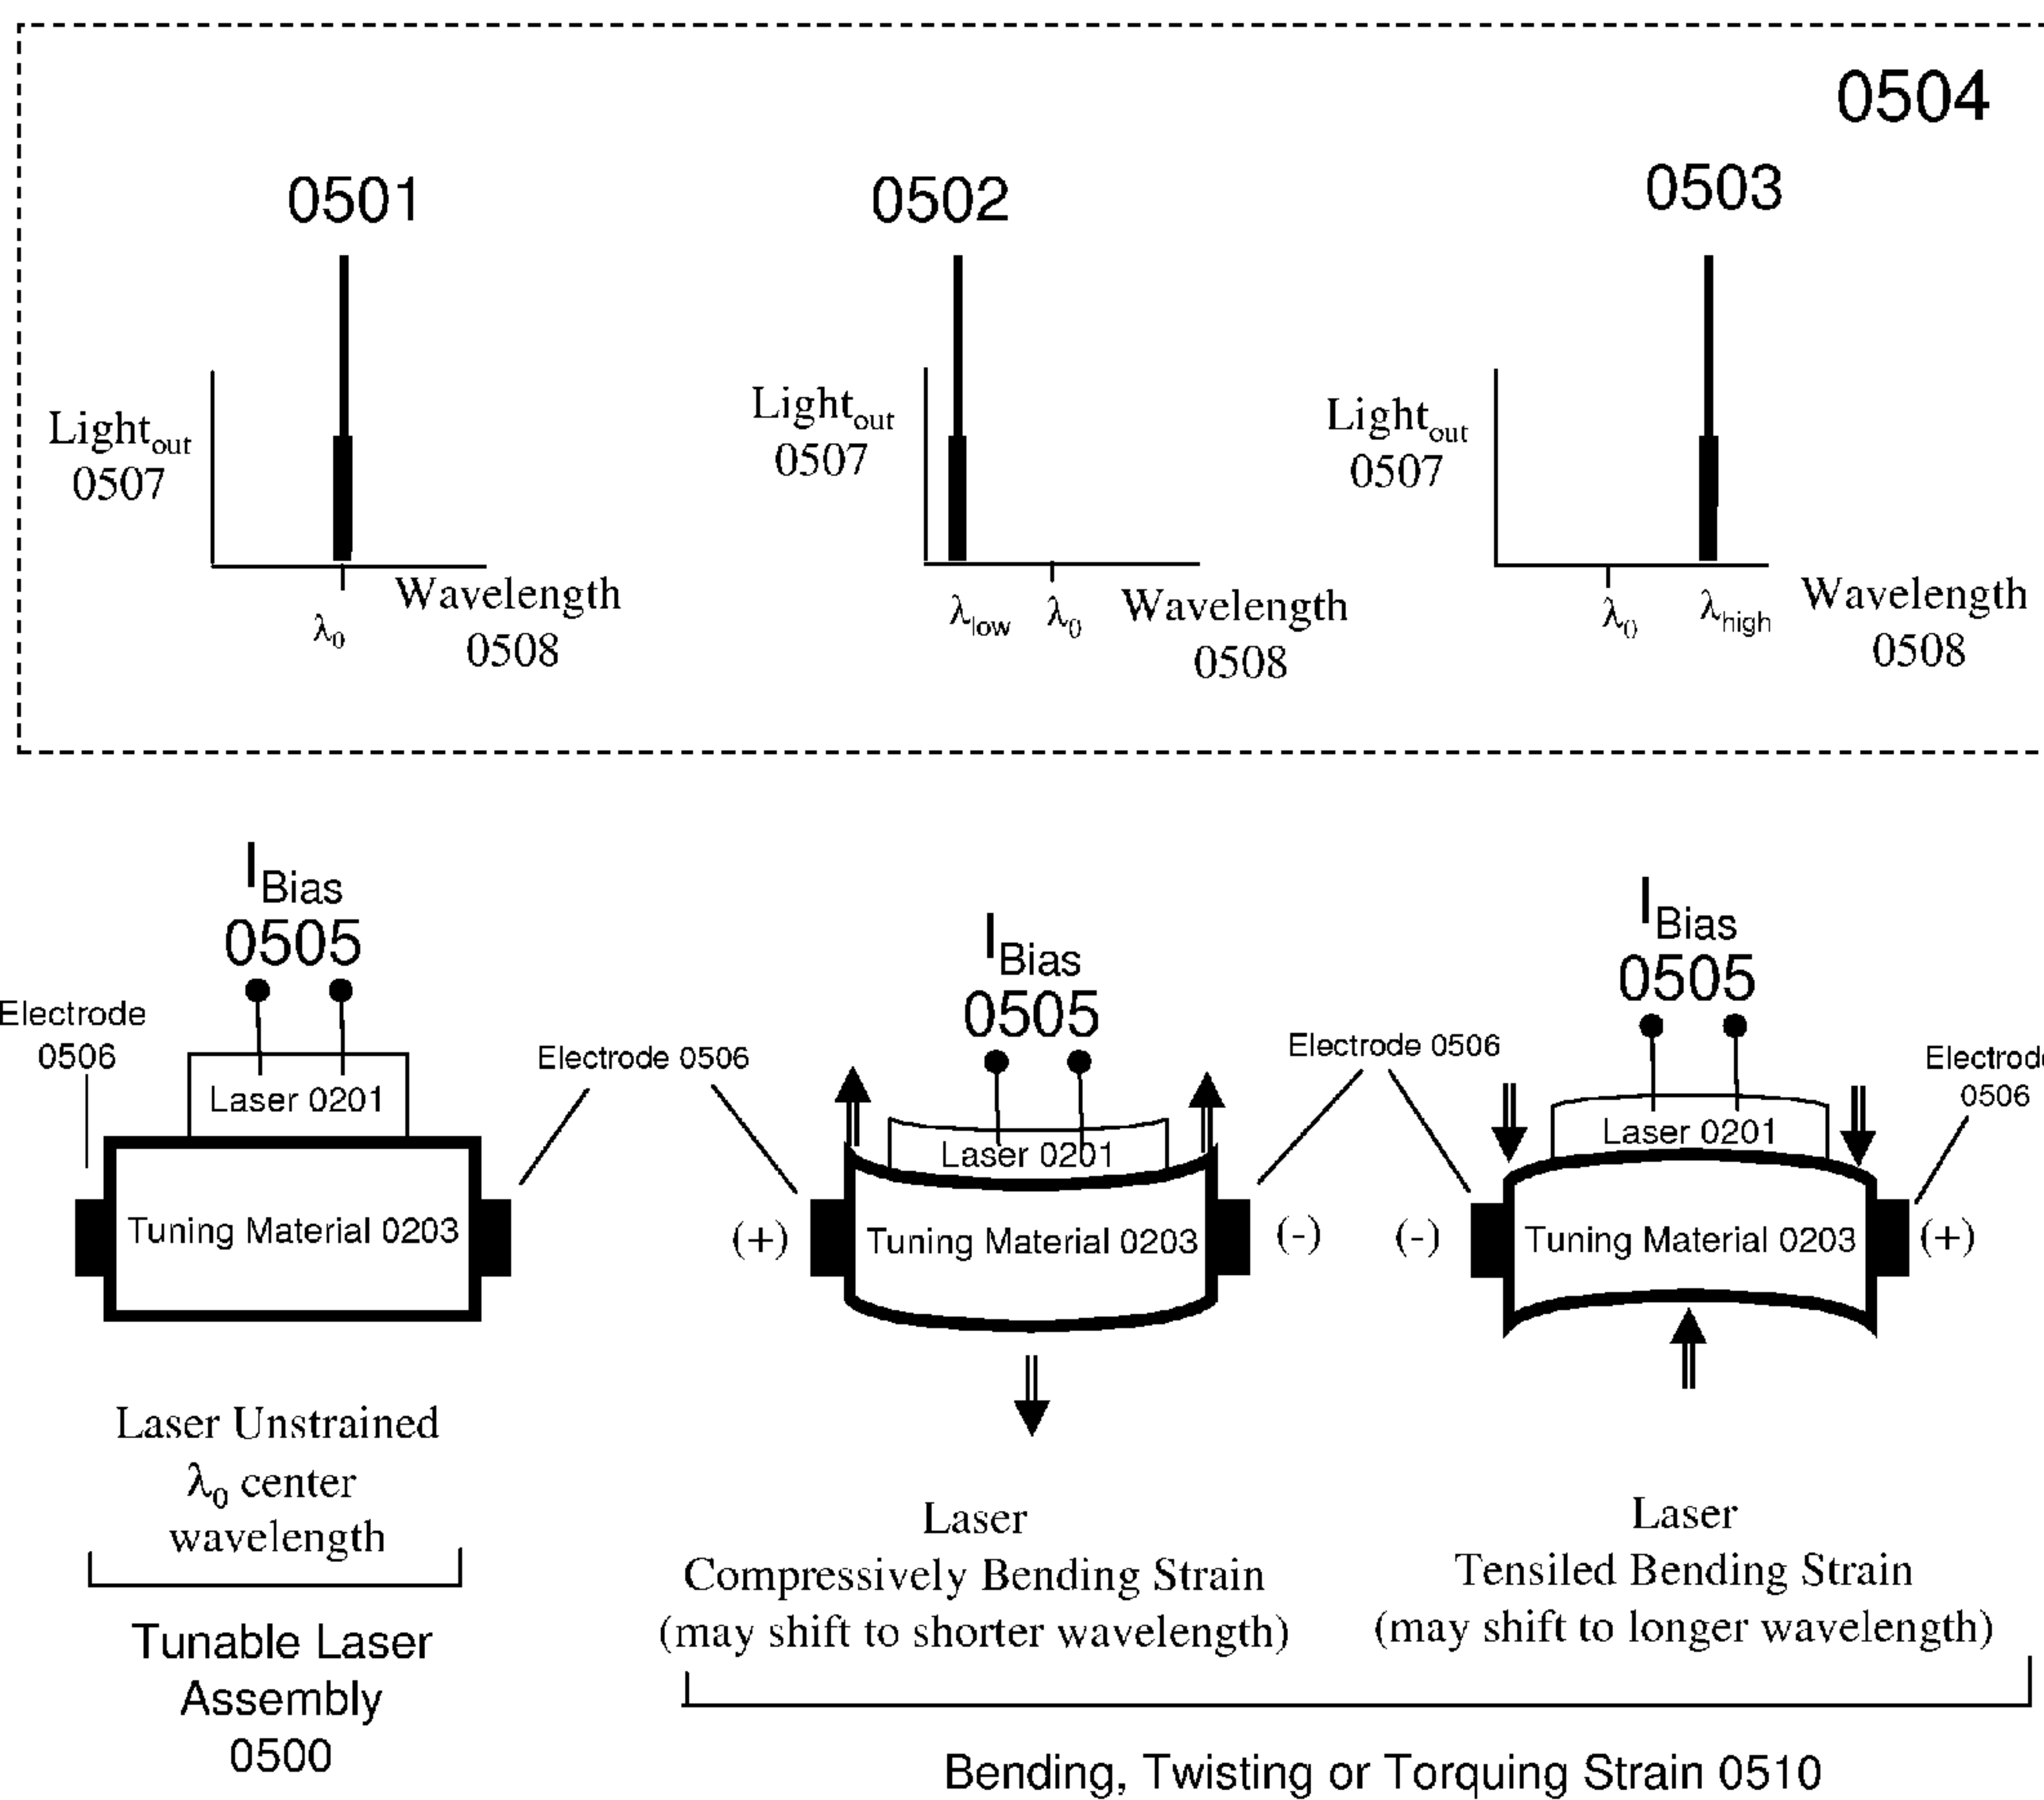 0504
0501
0502
0503
Light_out
0507
λ_0
Wavelength
0508
Light_out
0507
λ_low
λ_0
Wavelength
0508
Light_out
0507
λ_0
λ_high
Wavelength
0508
I_Bias
0505
Electrode
0506
Laser 0201
Tuning Material 0203
Electrode 0506
I_Bias
0505
Laser 0201
(+)
Tuning Material 0203
(-)
Electrode 0506
I_Bias
0505
Laser 0201
(-)
Tuning Material 0203
(+)
Electrode
0506
Laser Unstrained
λ_0 center
wavelength
Tunable Laser
Assembly
0500
Laser
Compressively Bending Strain
(may shift to shorter wavelength)
Laser
Tensiled Bending Strain
(may shift to longer wavelength)
Bending, Twisting or Torquing Strain 0510